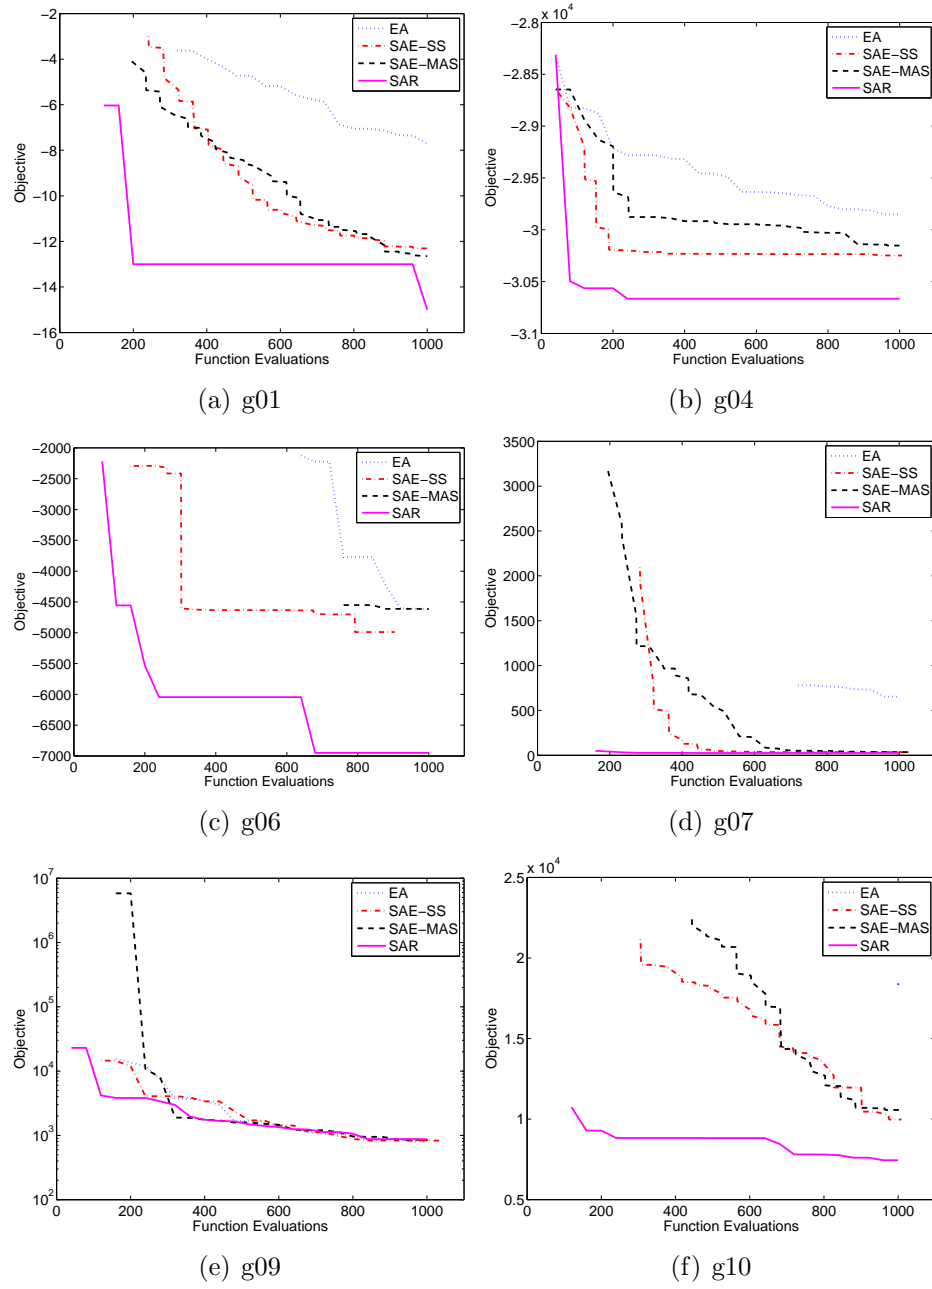 −2
−4
−6
−8
−10
−12
−14
−16
0
200
400
600
800
1000
Function Evaluations
Objective
EA
SAE−SS
SAE−MAS
SAR
(a) g01
x 10^4
−2.8
−2.85
−2.9
−2.95
−3
−3.05
−3.1
0
200
400
600
800
1000
Function Evaluations
Objective
EA
SAE−SS
SAE−MAS
SAR
(b) g04
−2000
−2500
−3000
−3500
−4000
−4500
−5000
−5500
−6000
−6500
−7000
0
200
400
600
800
1000
Function Evaluations
Objective
EA
SAE−SS
SAE−MAS
SAR
(c) g06
3500
3000
2500
2000
1500
1000
500
0
0
200
400
600
800
1000
Function Evaluations
Objective
EA
SAE−SS
SAE−MAS
SAR
(d) g07
10^7
10^6
10^5
10^4
10^3
10^2
0
200
400
600
800
1000
Function Evaluations
Objective
EA
SAE−SS
SAE−MAS
SAR
(e) g09
x 10^4
2.5
2
1.5
1
0.5
0
200
400
600
800
1000
Function Evaluations
Objective
EA
SAE−SS
SAE−MAS
SAR
(f) g10